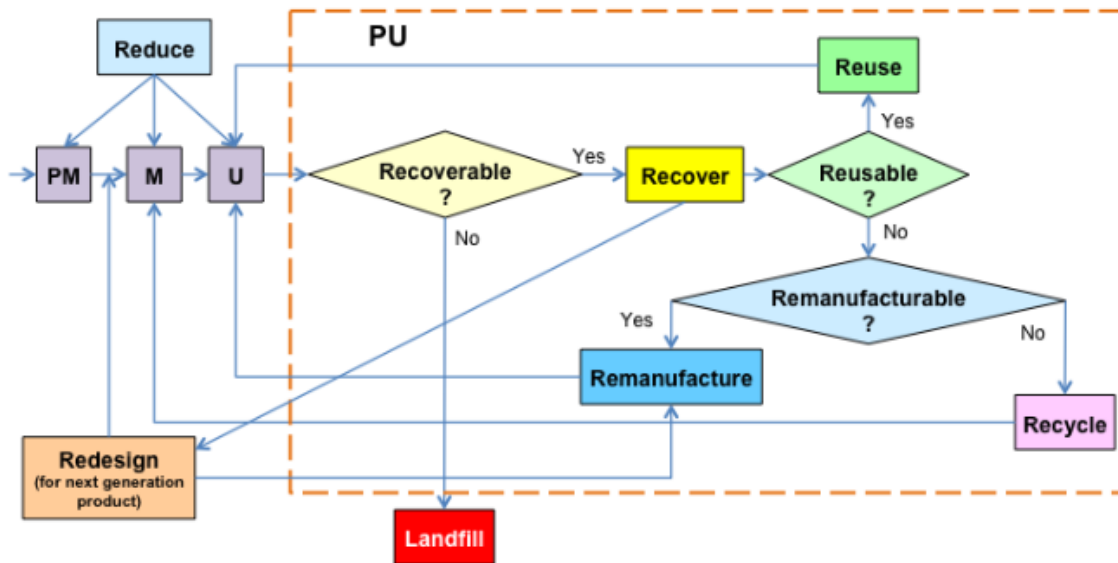 PU
Reduce
Reuse
Yes
PM
M
U
Recoverable
?
Yes
Recover
Reusable
?
No
No
Remanufacturable
?
Yes
No
Remanufacture
Recycle
Redesign
(for next generation
product)
Landfill